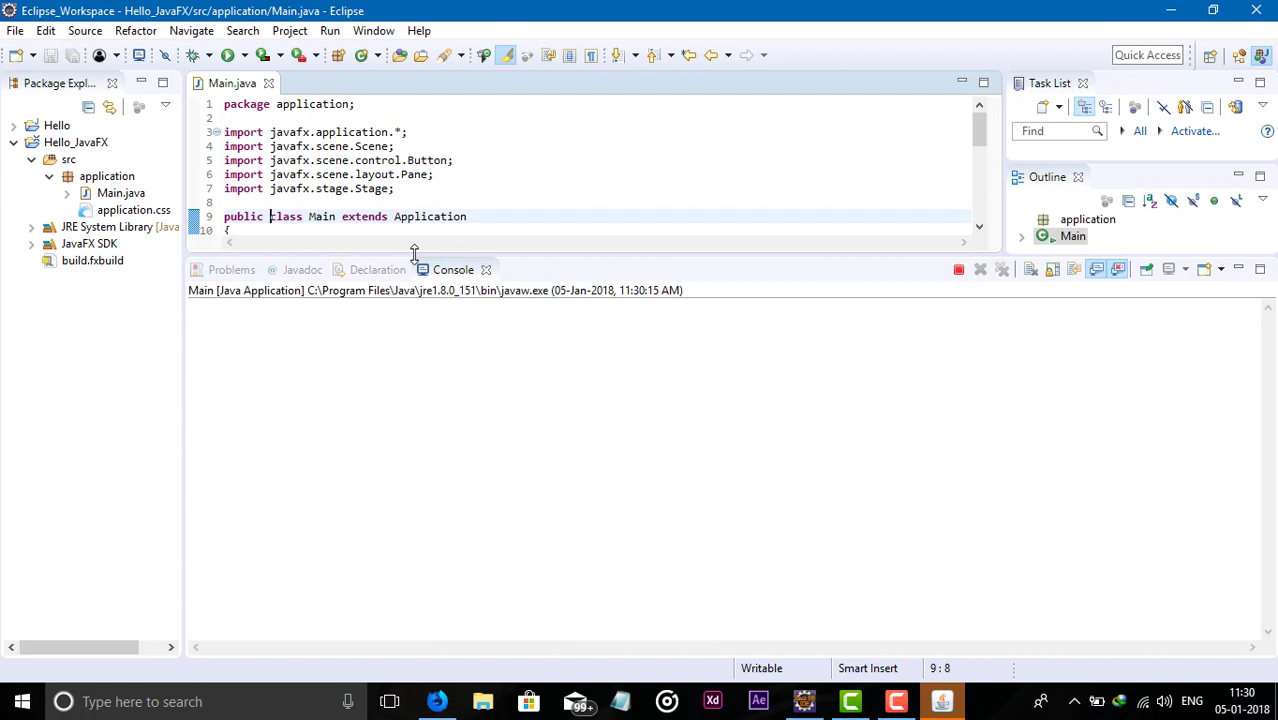 Eclipse_Workspace - Hello_JavaFX/src/application/Main.java - Eclipse
File Edit Source Refactor Navigate Search Project Run Window Help
Quick Access
Package Expl...
Main.java
Task List
Hello
Hello_JavaFX
src
application
Main.java
application.css
JRE System Library [JavaS
JavaFX SDK
build.fxbuild
1 package application;
2
3 import javafx.application.*;
4 import javafx.scene.Scene;
5 import javafx.scene.control.Button;
6 import javafx.scene.layout.Pane;
7 import javafx.stage.Stage;
8
9 public class Main extends Application
10 {
Find All Activate...
Outline
application
Main
Problems Javadoc Declaration Console
Main [Java Application] C:\Program Files\Java\jre1.8.0_151\bin\javaw.exe (05-Jan-2018, 11:30:15 AM)
Writable Smart Insert 9 : 8
Type here to search
99+
Xd
Ae
ENG
11:30
05-01-2018